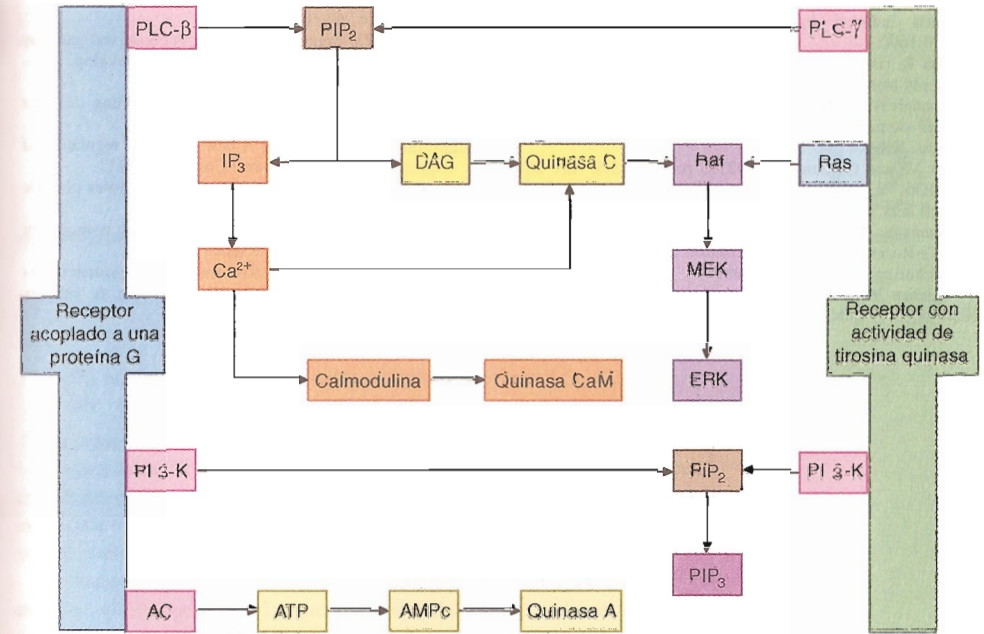 PLC-β
PIP₂
PLC-γ
IP₃
DAG
Quinasa C
Raf
Ras
Ca²⁺
MEK
Receptor
acoplado a una
proteína G
Receptor con
actividad de
tirosina quinasa
Calmodulina
Quinasa CaM
ERK
PI 3-K
PIP₂
PI 3-K
PIP₃
AC
ATP
AMPc
Quinasa A